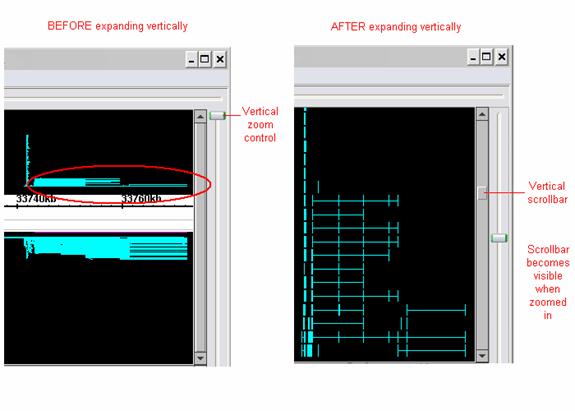 BEFORE expanding vertically
AFTER expanding vertically
Vertical
zoom
control
33740kb
33760kb
Vertical
scrollbar
Scrollbar
becomes
visible
when
zoomed
in